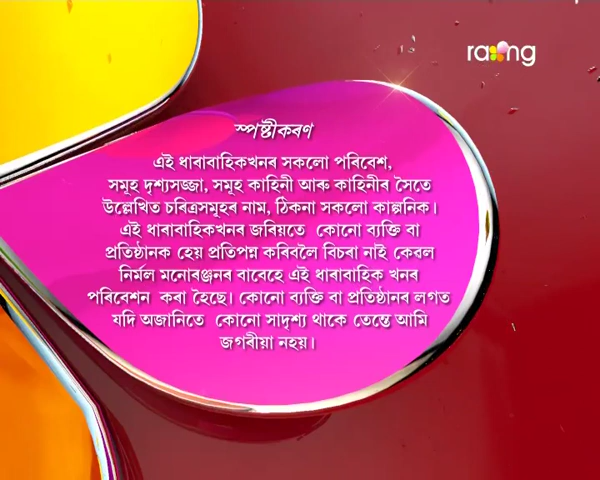 rang
স্পষ্টীকৰণ
এই ধাৰাবাহিকখনৰ সকলো পৰিবেশ,
সমূহ দৃশ্যসজ্জা, সমূহ কাহিনী আৰু কাহিনীৰ সৈতে
উল্লেখিত চৰিত্ৰসমূহৰ নাম, ঠিকনা সকলো কাল্পনিক।
এই ধাৰাবাহিকখনৰ জৰিয়তে কোনো ব্যক্তি বা
প্ৰতিষ্ঠানক হেয় প্ৰতিপন্ন কৰিবলৈ বিচৰা নাই কেৱল
নিৰ্মল মনোৰঞ্জনৰ বাবেহে এই ধাৰাবাহিক খনৰ
পৰিবেশন কৰা হৈছে। কোনো ব্যক্তি বা প্ৰতিষ্ঠানৰ লগত
যদি অজানিতে কোনো সাদৃশ্য থাকে তেন্তে আমি
জগৰীয়া নহয়।